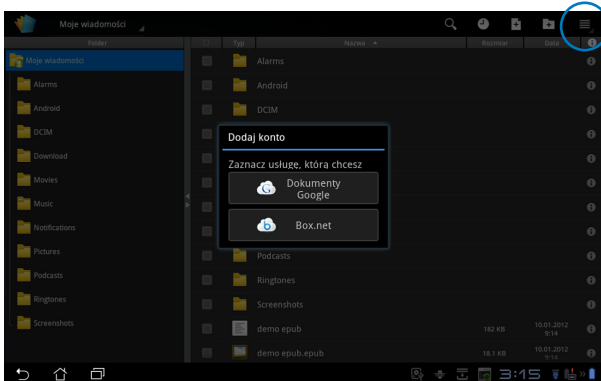 Moje wiadomości
Folder
Typ
Nazwa
Rozmiar
Data
Moje wiadomości
Alarms
Android
DCIM
Download
Movies
Music
Notifications
Pictures
Podcasts
Ringtones
Screenshots
Alarms
Android
DCIM
Dodaj konto
Zaznacz usługę, którą chcesz
Dokumenty
Google
Box.net
Podcasts
Ringtones
Screenshots
demo epub 182 KB 10.01.2012
9:14
demo epub.epub 18.1 KB 10.01.2012
9:14
3:15